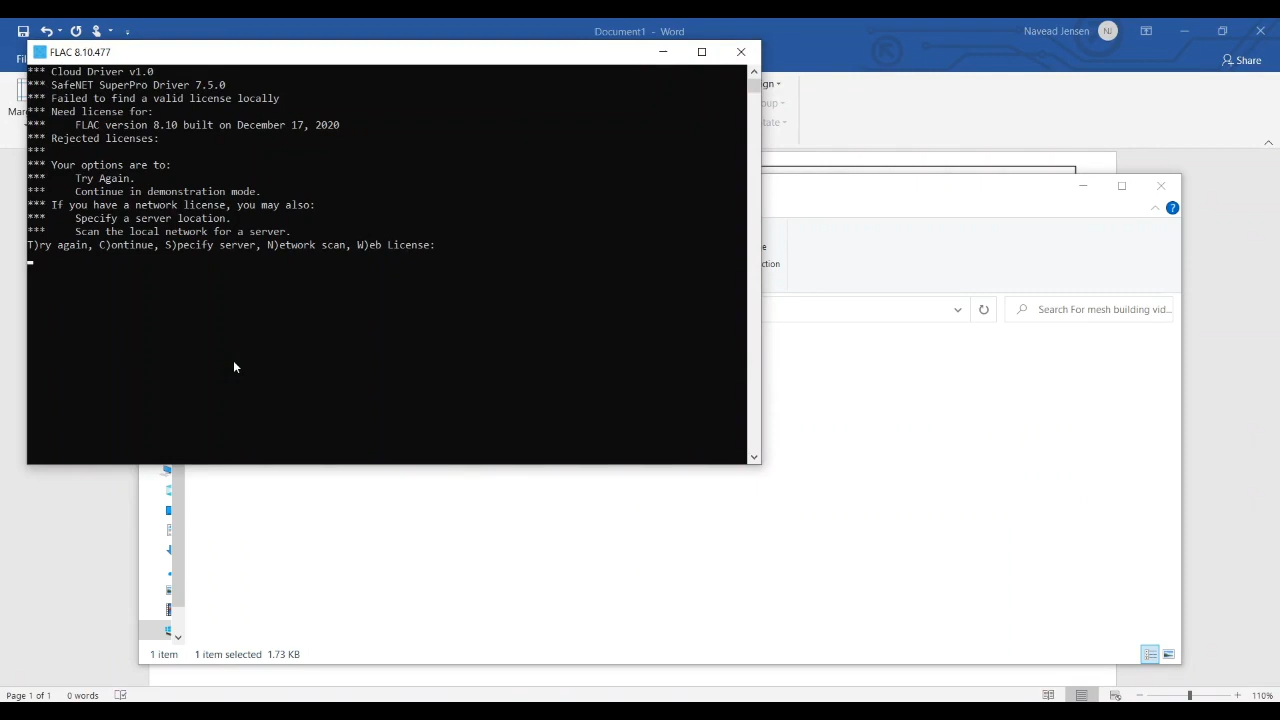 Document1 - Word
Navead Jensen
NJ
Share
FLAC 8.10.477
*** Cloud Driver v1.0
*** SafeNET SuperPro Driver 7.5.0
*** Failed to find a valid license locally
*** Need license for:
*** FLAC version 8.10 built on December 17, 2020
*** Rejected licenses:
***
*** Your options are to:
*** Try Again.
*** Continue in demonstration mode.
*** If you have a network license, you may also:
*** Specify a server location.
*** Scan the local network for a server.
T)ry again, C)ontinue, S)pecify server, N)etwork scan, W)eb License:
Search For mesh building vid...
1 item
1 item selected 1.73 KB
Page 1 of 1
0 words
110%